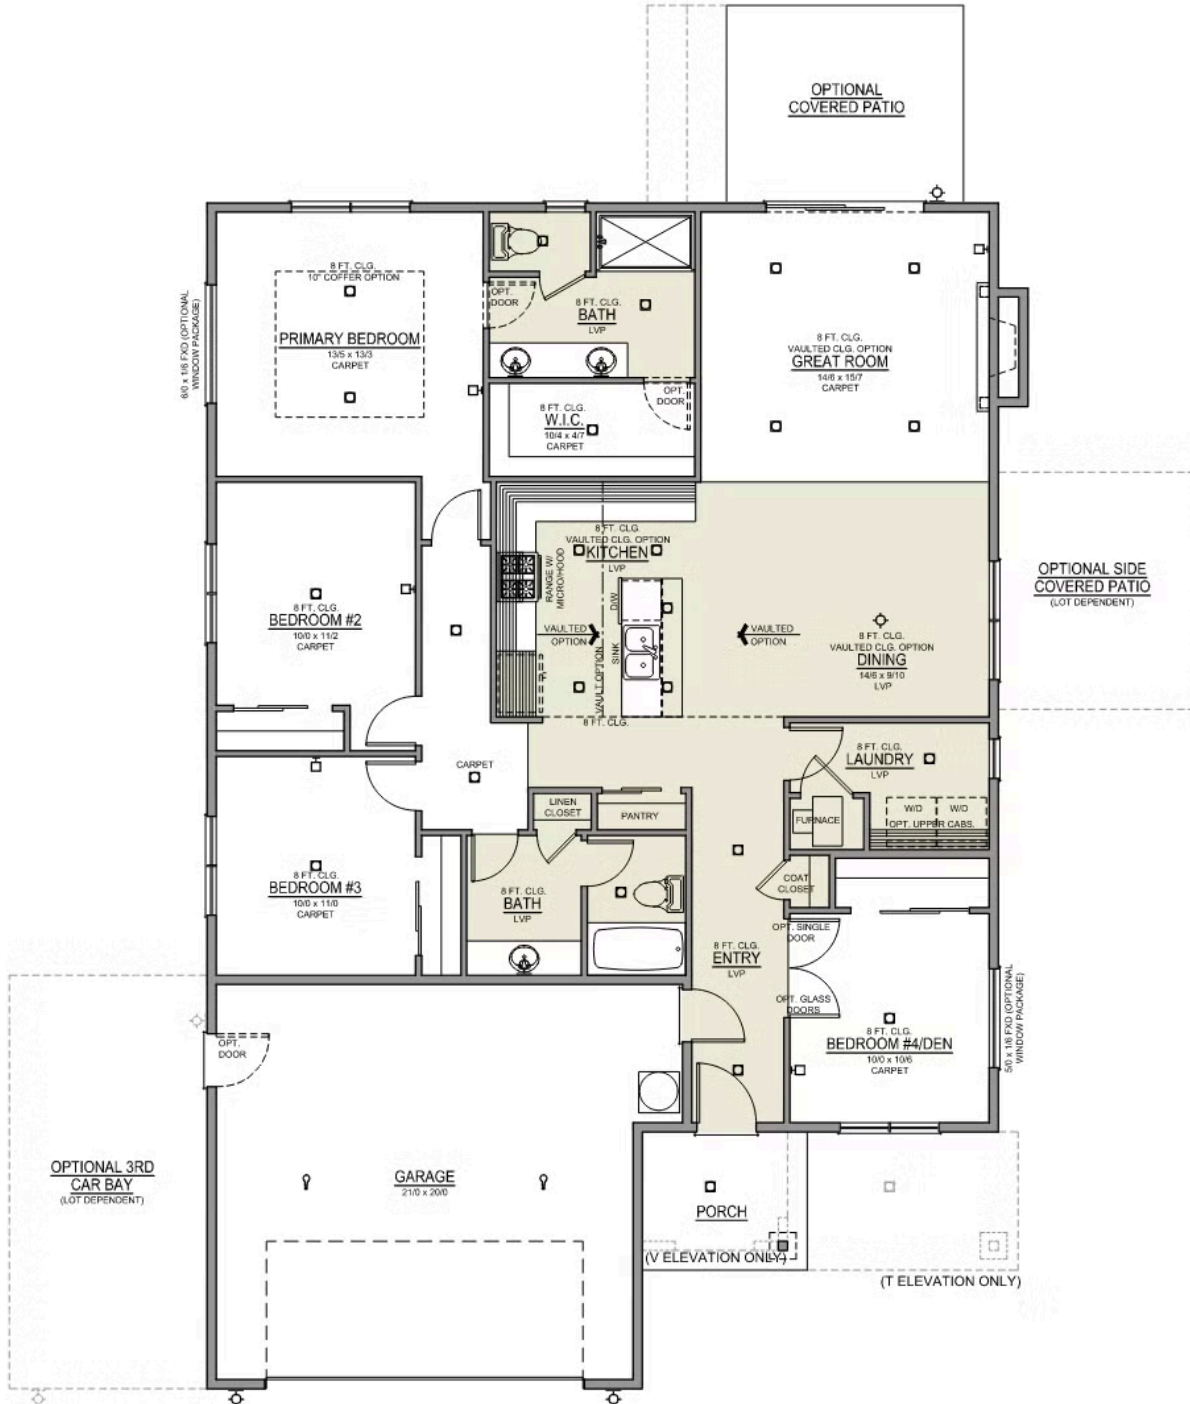 OPTIONAL
COVERED PATIO
8 FT. CLG.
10" COFFER OPTION
PRIMARY BEDROOM
13/5 x 13/3
CARPET
6/0 x 1/6 FXD (OPTIONAL
WINDOW PACKAGE)
OPT.
DOOR
8 FT. CLG.
BATH
LVP
8 FT. CLG.
W.I.C.
10/4 x 4/7
CARPET
OPT.
DOOR
8 FT. CLG.
VAULTED CLG. OPTION
GREAT ROOM
14/6 x 15/7
CARPET
8 FT. CLG.
VAULTED CLG. OPTION
KITCHEN
LVP
RANGE W/
MICRO/HOOD
D/W
SINK
VAULTED
OPTION
VAULT OPTION
VAULTED
OPTION
8 FT. CLG.
8 FT. CLG.
VAULTED CLG. OPTION
DINING
14/6 x 9/10
LVP
OPTIONAL SIDE
COVERED PATIO
(LOT DEPENDENT)
8 FT. CLG.
BEDROOM #2
10/0 x 11/2
CARPET
CARPET
8 FT. CLG.
LAUNDRY
LVP
FURNACE
W/D
W/D
OPT. UPPER CABS.
LINEN
CLOSET
PANTRY
8 FT. CLG.
BEDROOM #3
10/0 x 11/0
CARPET
8 FT. CLG.
BATH
LVP
COAT
CLOSET
8 FT. CLG.
ENTRY
LVP
OPT. SINGLE
DOOR
OPT. GLASS
DOORS
8 FT. CLG.
BEDROOM #4/DEN
10/0 x 10/6
CARPET
5/0 x 1/6 FXD (OPTIONAL
WINDOW PACKAGE)
OPT.
DOOR
OPTIONAL 3RD
CAR BAY
(LOT DEPENDENT)
GARAGE
21/0 x 20/0
PORCH
(V ELEVATION ONLY)
(T ELEVATION ONLY)